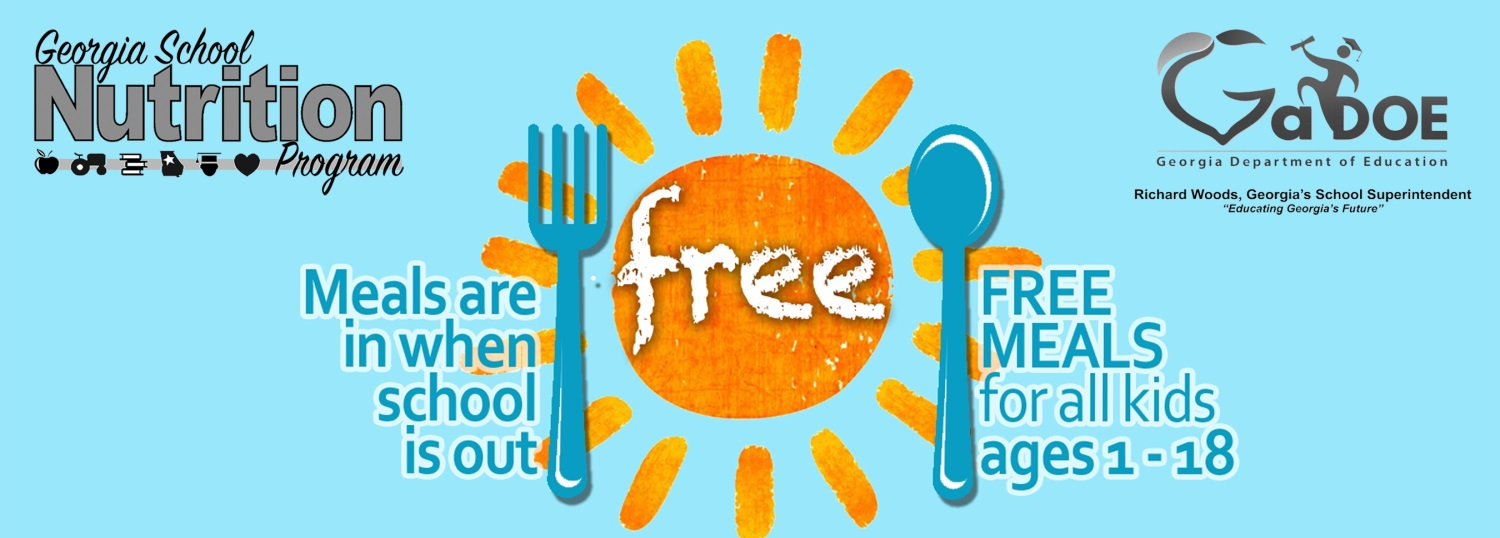 Georgia School
Nutrition
Program
GaDOE
Georgia Department of Education
Richard Woods, Georgia's School Superintendent
"Educating Georgia's Future"
free
Meals are
in when
school
is out
FREE
MEALS
for all kids
ages 1 - 18